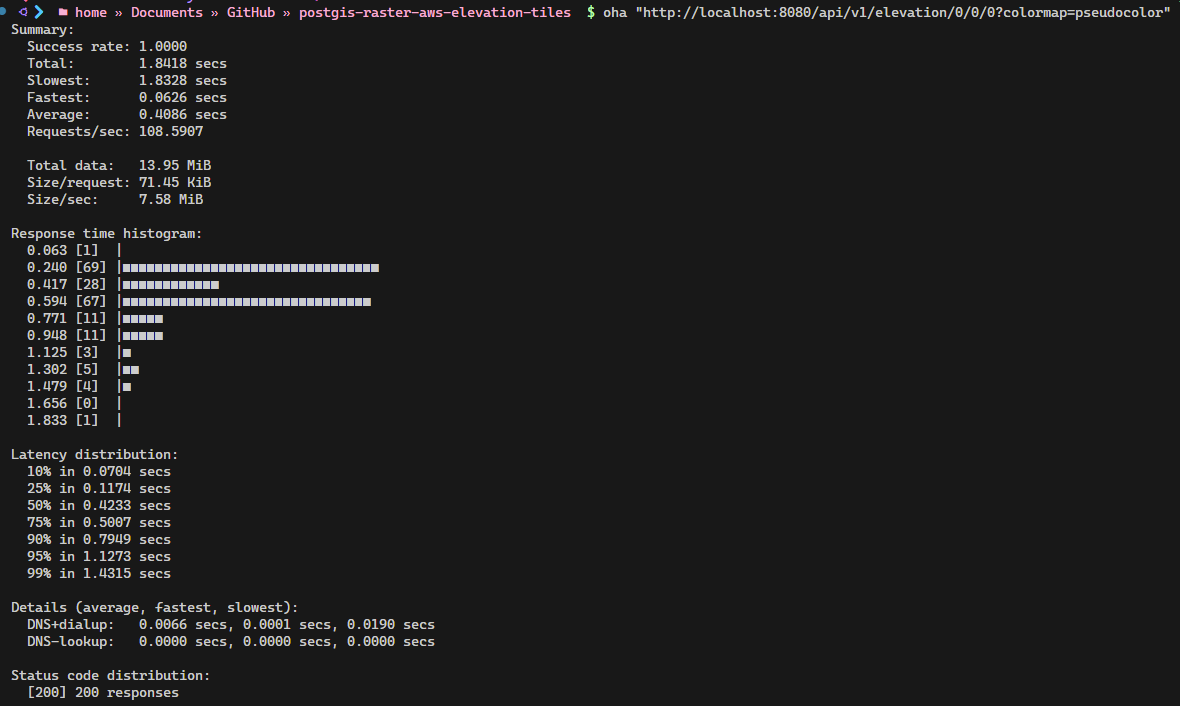 home » Documents » GitHub » postgis-raster-aws-elevation-tiles $ oha "http://localhost:8080/api/v1/elevation/0/0/0?colormap=pseudocolor"
Summary:
  Success rate: 1.0000
  Total:        1.8418 secs
  Slowest:      1.8328 secs
  Fastest:      0.0626 secs
  Average:      0.4086 secs
  Requests/sec: 108.5907

  Total data:   13.95 MiB
  Size/request: 71.45 KiB
  Size/sec:     7.58 MiB

Response time histogram:
  0.063 [1]  |
  0.240 [69] |■■■■■■■■■■■■■■■■■■■■■■■■■■■■■■■■
  0.417 [28] |■■■■■■■■■■■■
  0.594 [67] |■■■■■■■■■■■■■■■■■■■■■■■■■■■■■■■
  0.771 [11] |■■■■■
  0.948 [11] |■■■■■
  1.125 [3]  |■
  1.302 [5]  |■■
  1.479 [4]  |■
  1.656 [0]  |
  1.833 [1]  |

Latency distribution:
  10% in 0.0704 secs
  25% in 0.1174 secs
  50% in 0.4233 secs
  75% in 0.5007 secs
  90% in 0.7949 secs
  95% in 1.1273 secs
  99% in 1.4315 secs

Details (average, fastest, slowest):
  DNS+dialup:   0.0066 secs, 0.0001 secs, 0.0190 secs
  DNS-lookup:   0.0000 secs, 0.0000 secs, 0.0000 secs

Status code distribution:
  [200] 200 responses